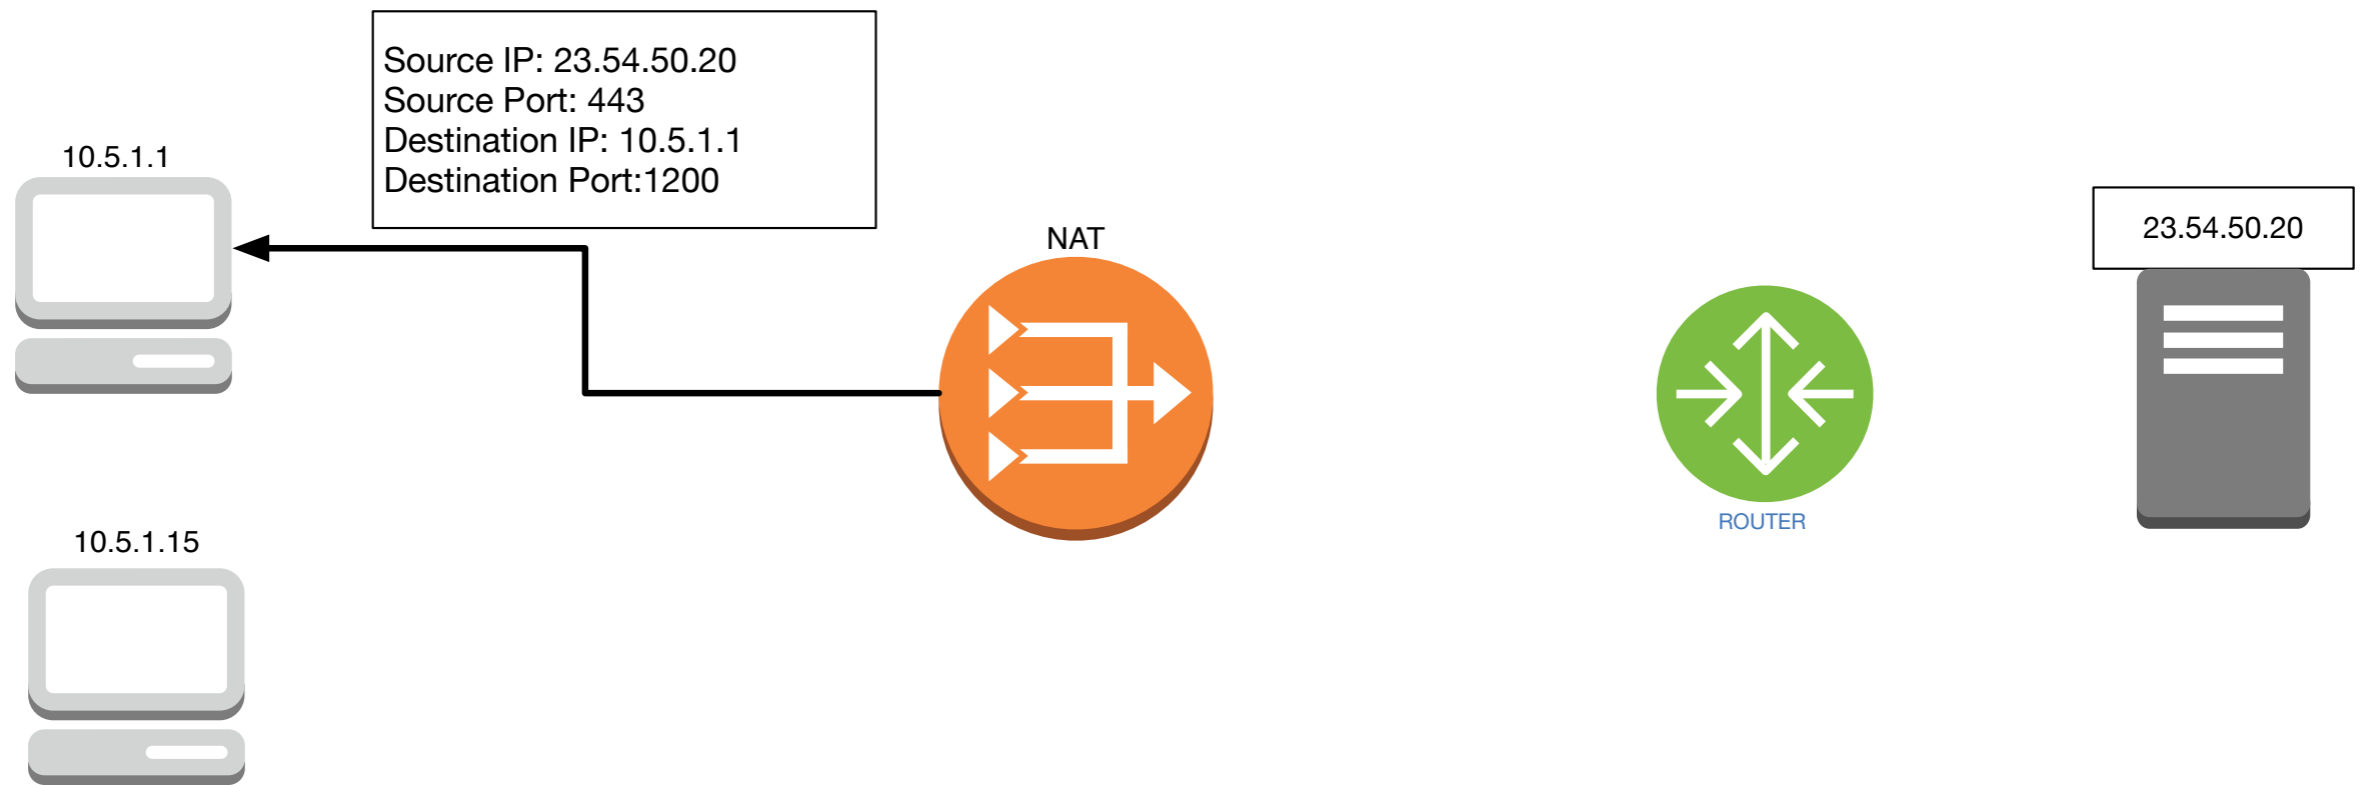 Source IP: 23.54.50.20
Source Port: 443
Destination IP: 10.5.1.1
Destination Port:1200
10.5.1.1
NAT
23.54.50.20
ROUTER
10.5.1.15